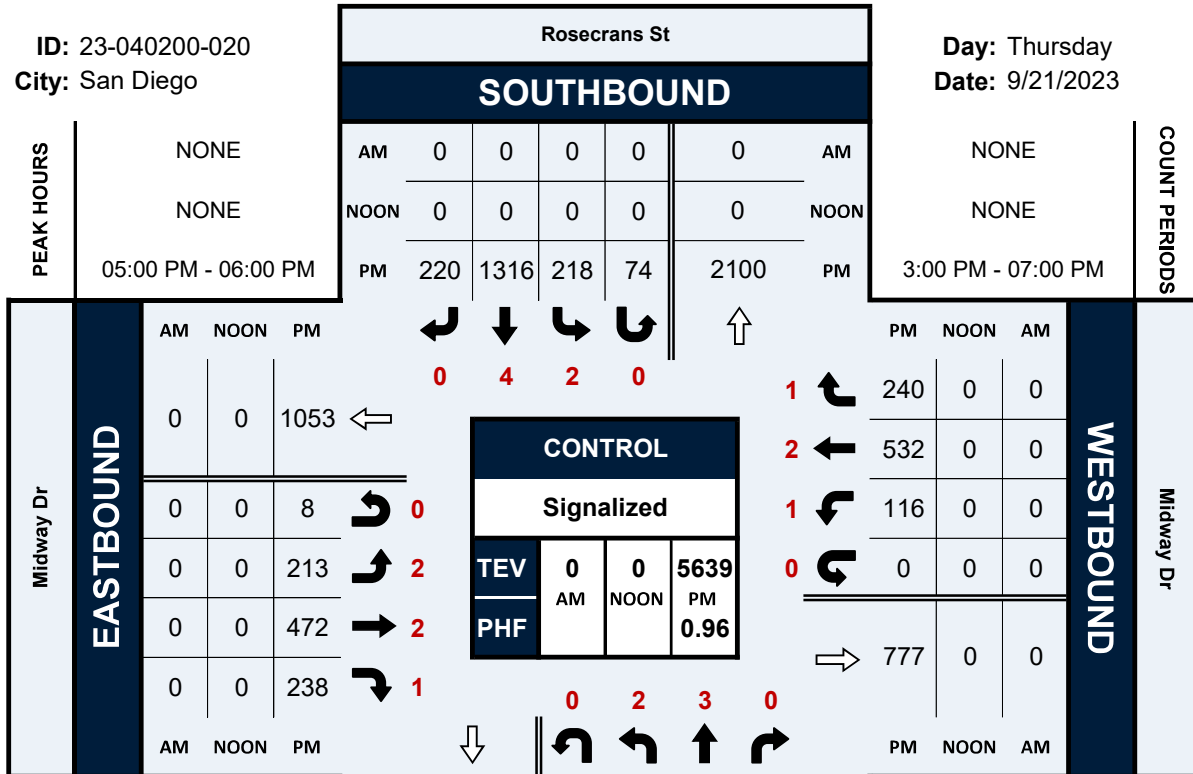 ID: 23-040200-020
City: San Diego
Rosecrans St
SOUTHBOUND
Day: Thursday
Date: 9/21/2023
PEAK HOURS
NONE
NONE
05:00 PM - 06:00 PM
AM 0 0 0 0 0 AM
NOON 0 0 0 0 0 NOON
PM 220 1316 218 74 2100 PM
NONE
NONE
3:00 PM - 07:00 PM
COUNT PERIODS
0 4 2 0
Midway Dr
EASTBOUND
AM NOON PM
0 0 1053
0 0 8 0
0 0 213 2
0 0 472 2
0 0 238 1
AM NOON PM
CONTROL
Signalized
TEV 0 0 5639
AM NOON PM
PHF 0.96
PM NOON AM
1 240 0 0
2 532 0 0
1 116 0 0
0 0 0 0
777 0 0
PM NOON AM
WESTBOUND
Midway Dr
0 2 3 0